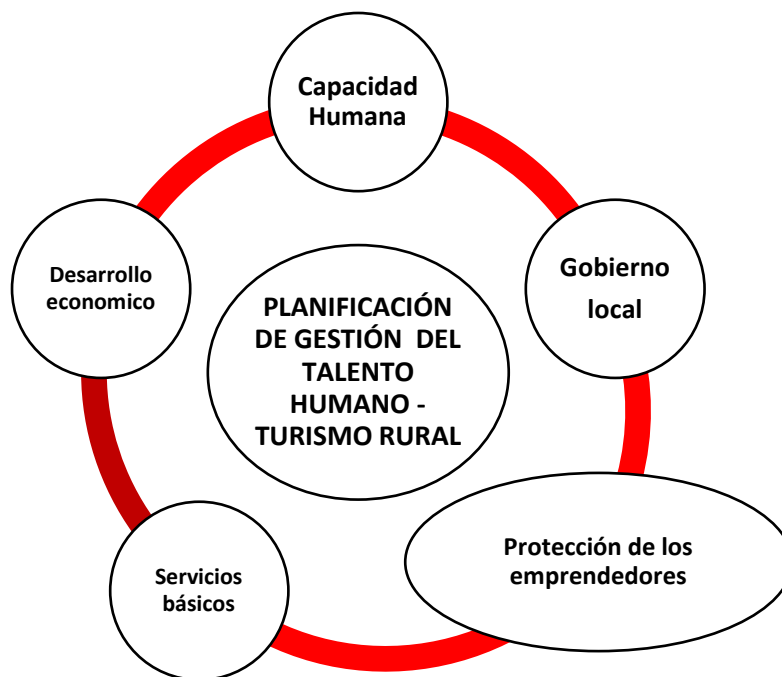 Capacidad
Humana
Gobierno
local
Desarrollo
economico
PLANIFICACIÓN
DE GESTIÓN DEL
TALENTO
HUMANO -
TURISMO RURAL
Protección de los
emprendedores
Servicios
básicos